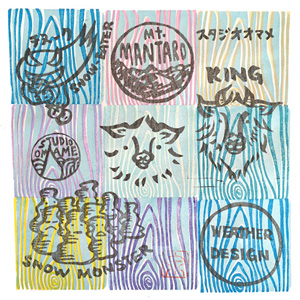 SNOW EATER
Mt.
MANTARO
スタジオオマメ
KING
STUDIO
OMAME
SNOW MONSTER
WEATHER
DESIGN